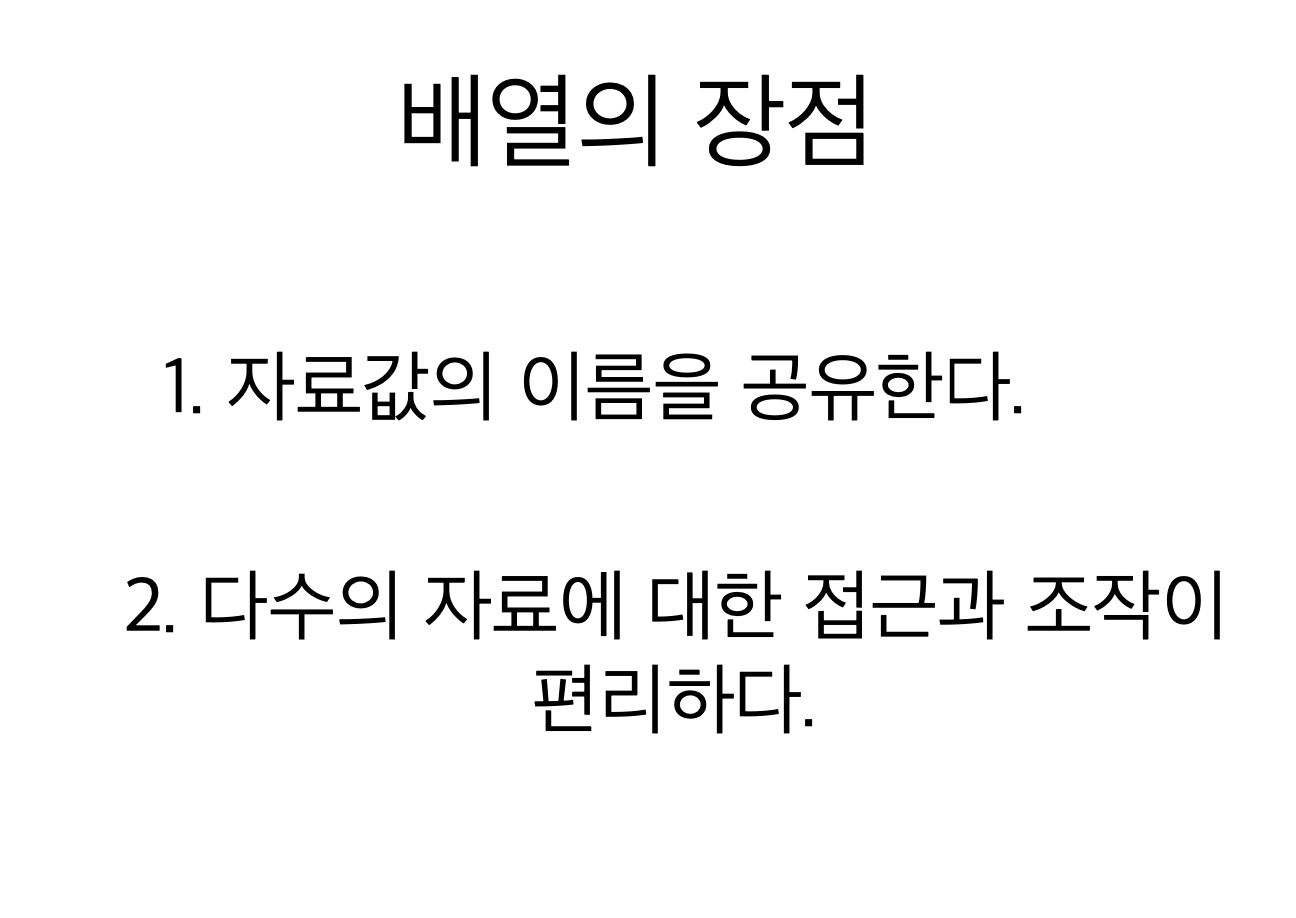 배열의 장점
1. 자료값의 이름을 공유한다.
2. 다수의 자료에 대한 접근과 조작이
편리하다.